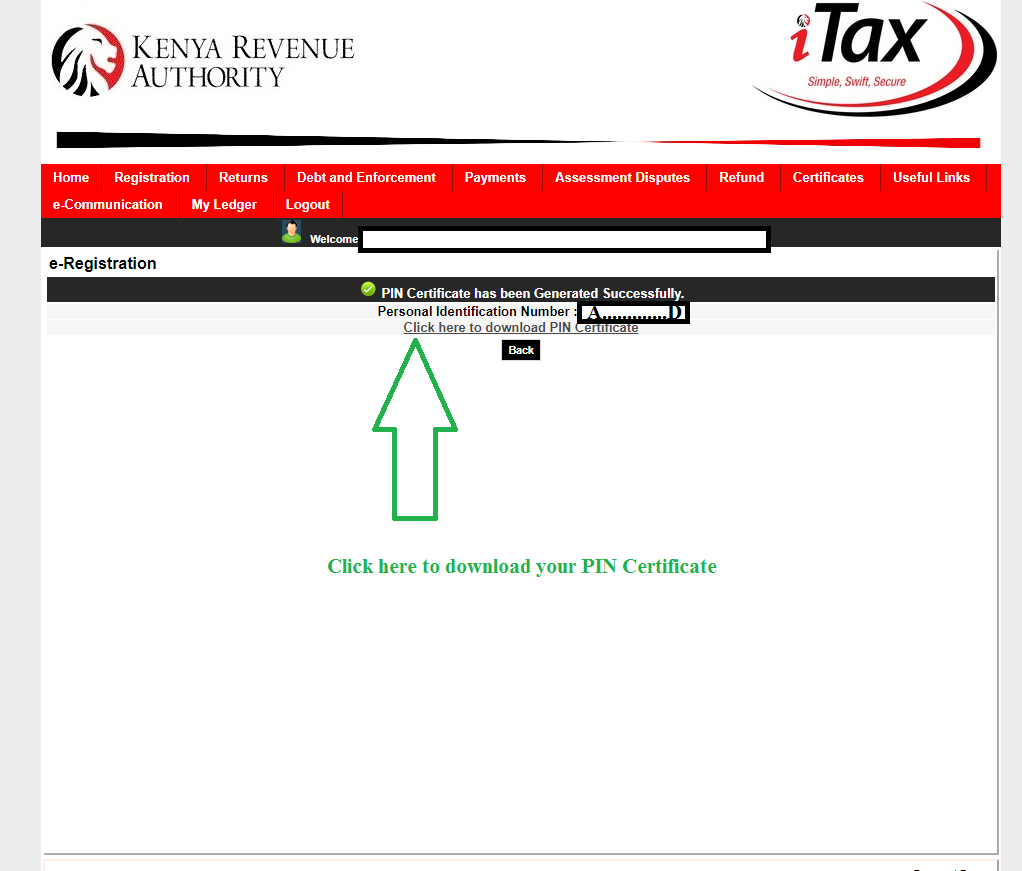 KENYA REVENUE
AUTHORITY
iTax
Simple, Swift, Secure
Home Registration Returns Debt and Enforcement Payments Assessment Disputes Refund Certificates Useful Links
e-Communication My Ledger Logout
Welcome
e-Registration
PIN Certificate has been Generated Successfully.
Personal Identification Number : A.............D
Click here to download PIN Certificate
Back
Click here to download your PIN Certificate